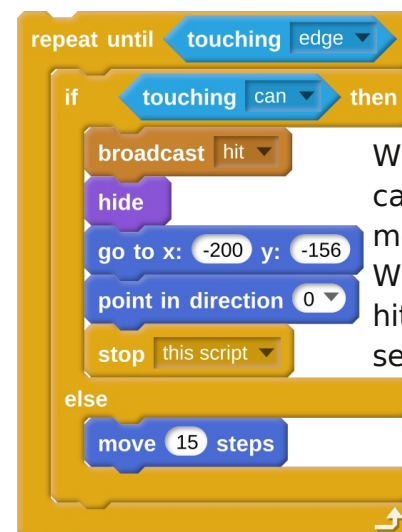 repeat until touching edge
if touching can then
broadcast hit
hide
go to x: -200 y: -156
point in direction 0
stop this script
else
move 15 steps